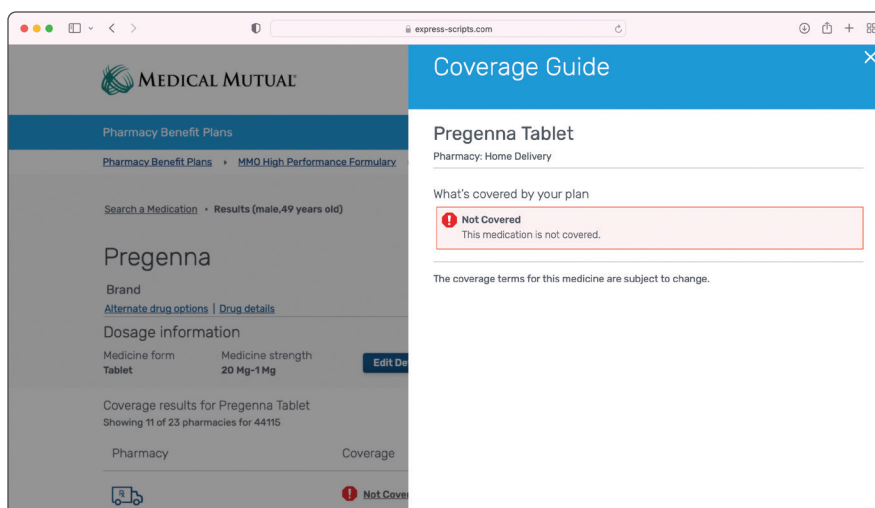 express-scripts.com
MEDICAL MUTUAL®
Pharmacy Benefit Plans
Pharmacy Benefit Plans › MMO High Performance Formulary
Search a Medication • Results (male,49 years old)
Pregenna
Brand
Alternate drug options | Drug details
Dosage information
Medicine form Medicine strength
Tablet 20 Mg-1 Mg
Edit De
Coverage results for Pregenna Tablet
Showing 11 of 23 pharmacies for 44115
Pharmacy Coverage
Not Cove
Coverage Guide
Pregenna Tablet
Pharmacy: Home Delivery
What's covered by your plan
Not Covered
This medication is not covered.
The coverage terms for this medicine are subject to change.